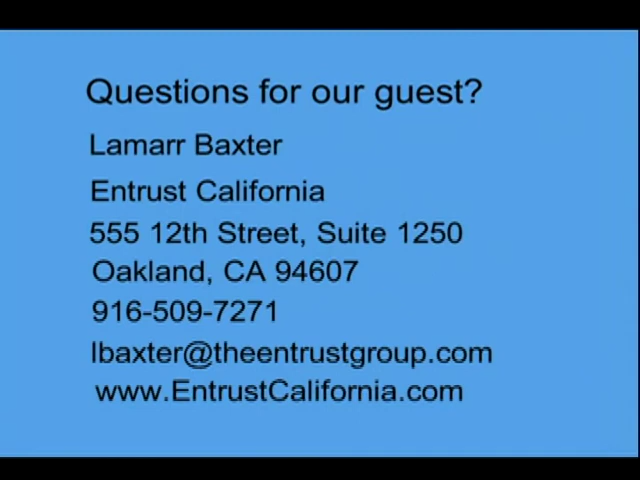 Questions for our guest?
Lamarr Baxter
Entrust California
555 12th Street, Suite 1250
Oakland, CA 94607
916-509-7271
lbaxter@theentrustgroup.com
www.EntrustCalifornia.com